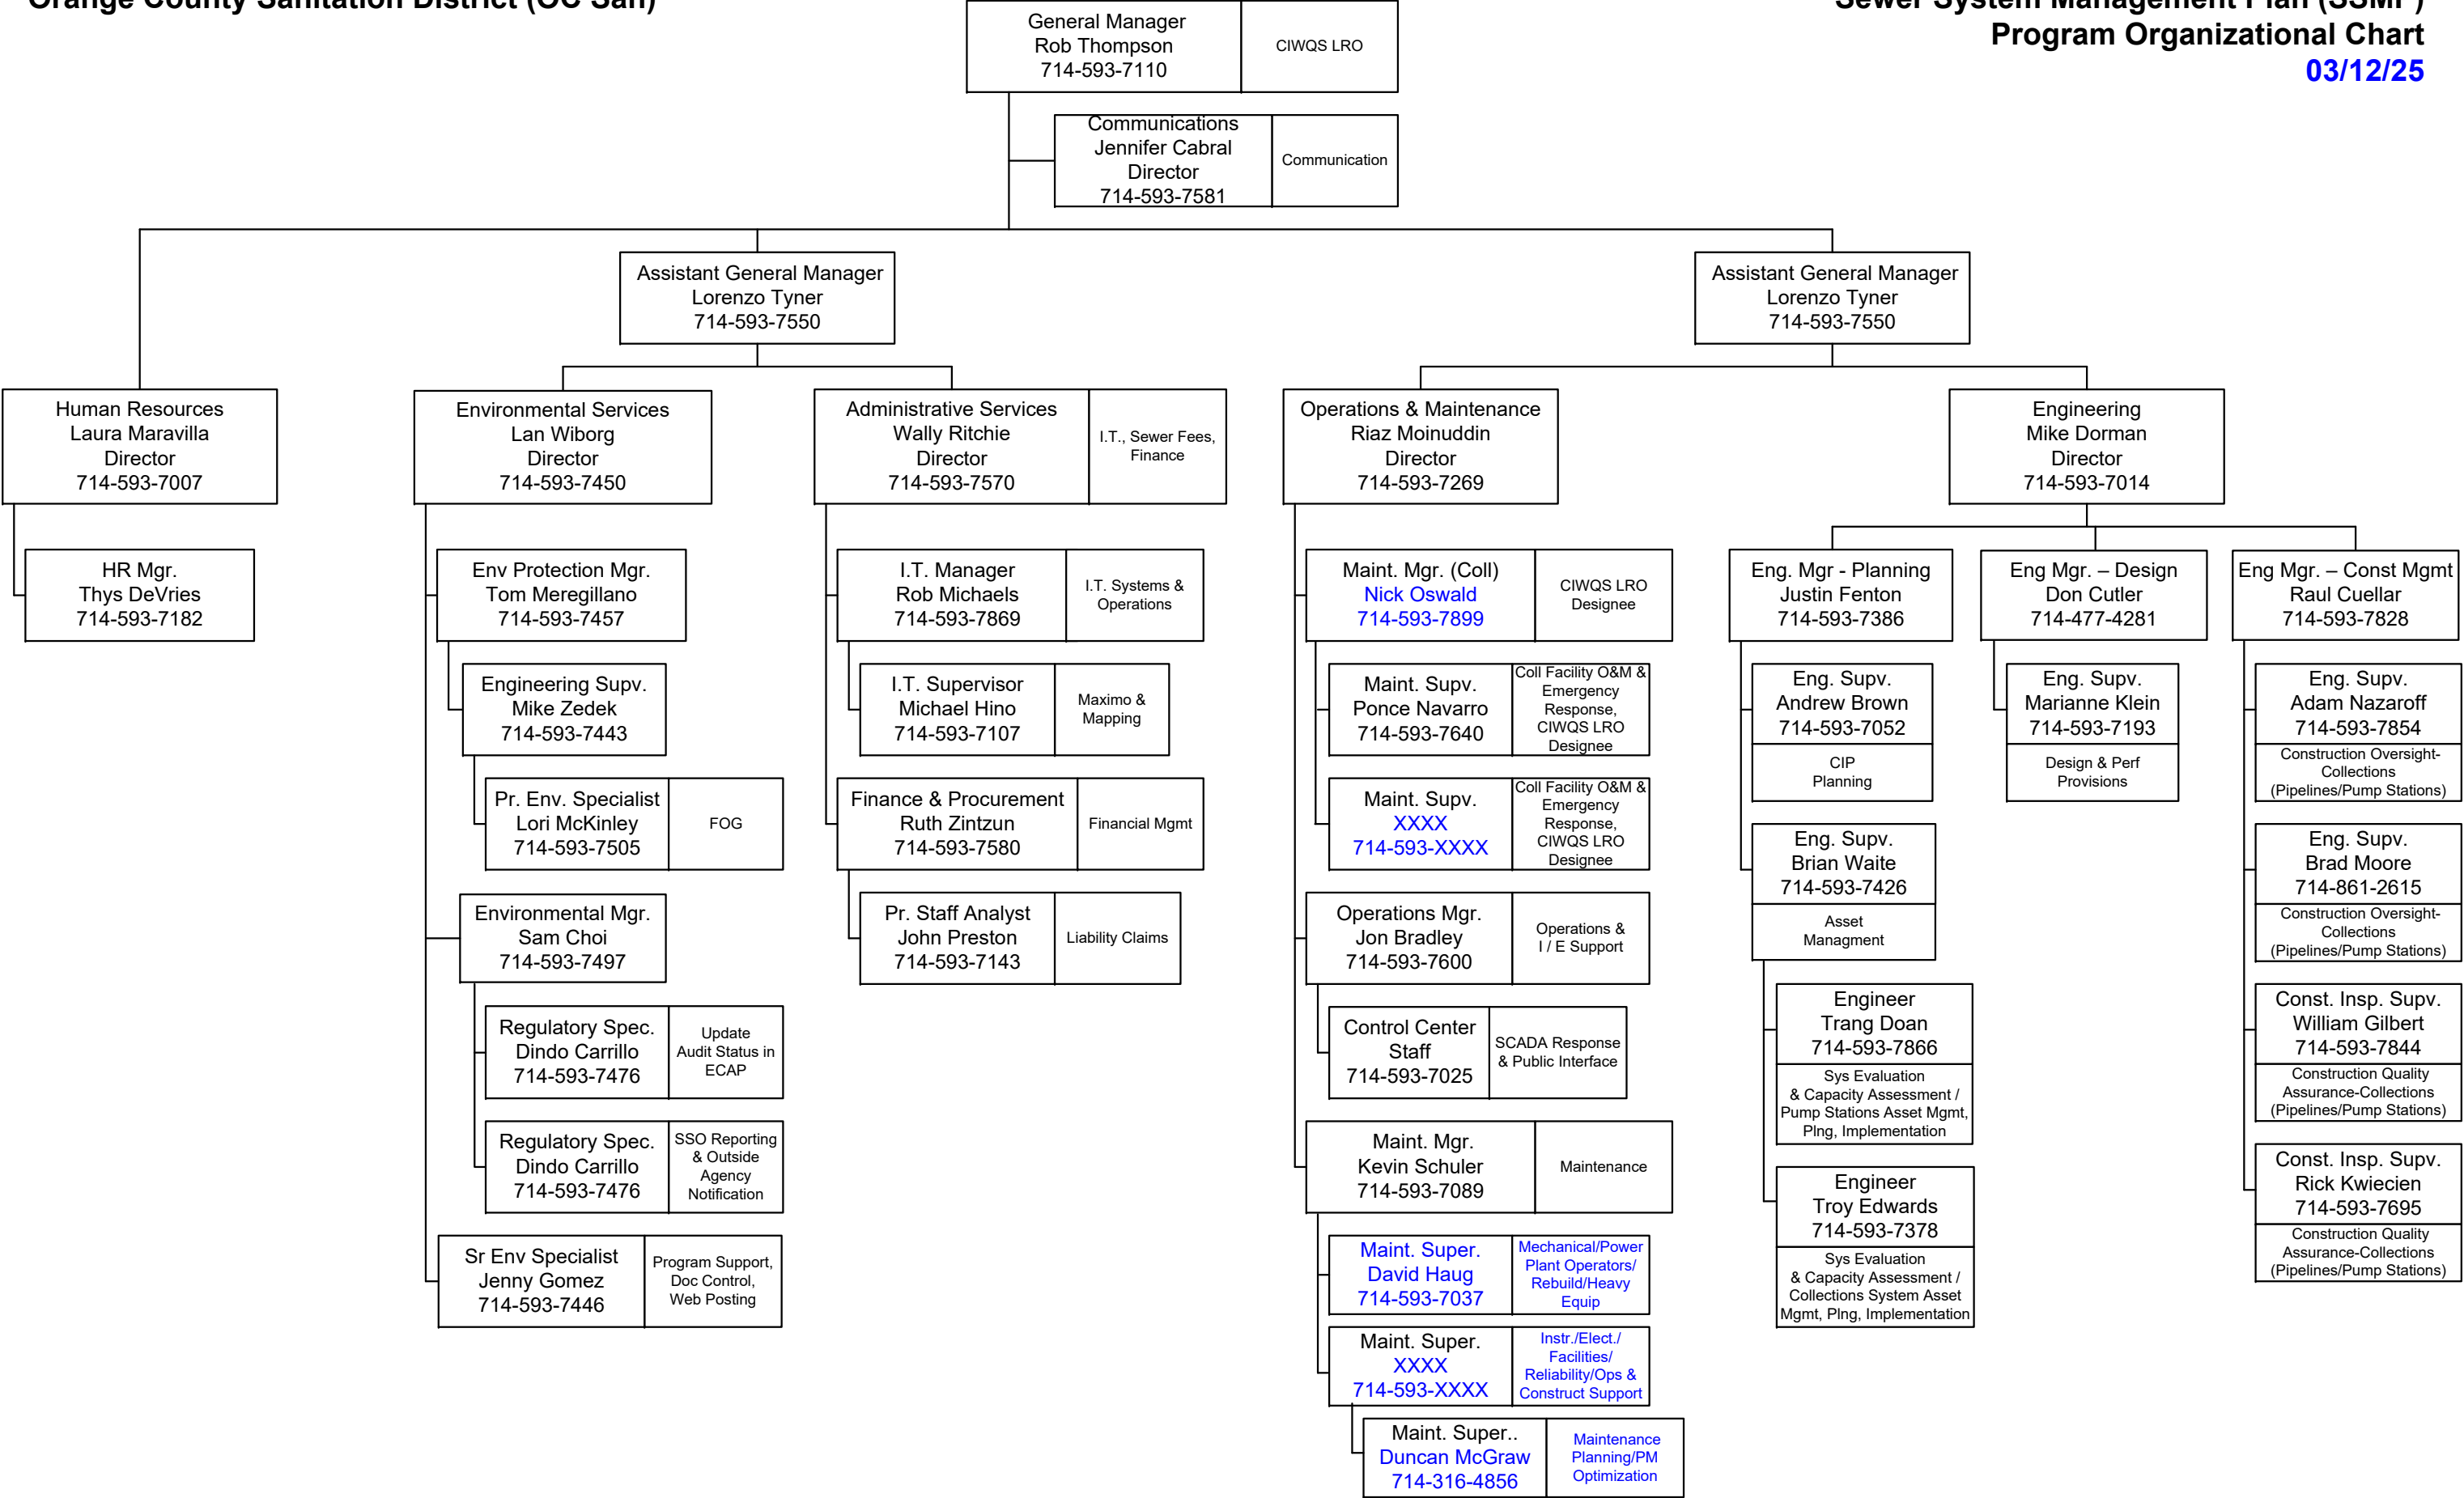 Orange County Sanitation District (OC San)
Sewer System Management Plan (SSMP)
Program Organizational Chart
03/12/25
General Manager
Rob Thompson
714-593-7110
CIWQS LRO
Communications
Jennifer Cabral
Director
714-593-7581
Communication
Assistant General Manager
Lorenzo Tyner
714-593-7550
Assistant General Manager
Lorenzo Tyner
714-593-7550
Human Resources
Laura Maravilla
Director
714-593-7007
HR Mgr.
Thys DeVries
714-593-7182
Environmental Services
Lan Wiborg
Director
714-593-7450
Env Protection Mgr.
Tom Meregillano
714-593-7457
Engineering Supv.
Mike Zedek
714-593-7443
Pr. Env. Specialist
Lori McKinley
714-593-7505
FOG
Environmental Mgr.
Sam Choi
714-593-7497
Regulatory Spec.
Dindo Carrillo
714-593-7476
Update
Audit Status in
ECAP
Regulatory Spec.
Dindo Carrillo
714-593-7476
SSO Reporting
& Outside
Agency
Notification
Sr Env Specialist
Jenny Gomez
714-593-7446
Program Support,
Doc Control,
Web Posting
Administrative Services
Wally Ritchie
Director
714-593-7570
I.T., Sewer Fees,
Finance
I.T. Manager
Rob Michaels
714-593-7869
I.T. Systems &
Operations
I.T. Supervisor
Michael Hino
714-593-7107
Maximo &
Mapping
Finance & Procurement
Ruth Zintzun
714-593-7580
Financial Mgmt
Pr. Staff Analyst
John Preston
714-593-7143
Liability Claims
Operations & Maintenance
Riaz Moinuddin
Director
714-593-7269
Maint. Mgr. (Coll)
Nick Oswald
714-593-7899
CIWQS LRO
Designee
Maint. Supv.
Ponce Navarro
714-593-7640
Coll Facility O&M &
Emergency
Response,
CIWQS LRO
Designee
Maint. Supv.
XXXX
714-593-XXXX
Coll Facility O&M &
Emergency
Response,
CIWQS LRO
Designee
Operations Mgr.
Jon Bradley
714-593-7600
Operations &
I / E Support
Control Center
Staff
714-593-7025
SCADA Response
& Public Interface
Maint. Mgr.
Kevin Schuler
714-593-7089
Maintenance
Maint. Super.
David Haug
714-593-7037
Mechanical/Power
Plant Operators/
Rebuild/Heavy
Equip
Maint. Super.
XXXX
714-593-XXXX
Instr./Elect./
Facilities/
Reliability/Ops &
Construct Support
Maint. Super..
Duncan McGraw
714-316-4856
Maintenance
Planning/PM
Optimization
Engineering
Mike Dorman
Director
714-593-7014
Eng. Mgr - Planning
Justin Fenton
714-593-7386
Eng. Supv.
Andrew Brown
714-593-7052
CIP
Planning
Eng. Supv.
Brian Waite
714-593-7426
Asset
Managment
Engineer
Trang Doan
714-593-7866
Sys Evaluation
& Capacity Assessment /
Pump Stations Asset Mgmt,
Plng, Implementation
Engineer
Troy Edwards
714-593-7378
Sys Evaluation
& Capacity Assessment /
Collections System Asset
Mgmt, Plng, Implementation
Eng Mgr. – Design
Don Cutler
714-477-4281
Eng. Supv.
Marianne Klein
714-593-7193
Design & Perf
Provisions
Eng Mgr. – Const Mgmt
Raul Cuellar
714-593-7828
Eng. Supv.
Adam Nazaroff
714-593-7854
Construction Oversight-
Collections
(Pipelines/Pump Stations)
Eng. Supv.
Brad Moore
714-861-2615
Construction Oversight-
Collections
(Pipelines/Pump Stations)
Const. Insp. Supv.
William Gilbert
714-593-7844
Construction Quality
Assurance-Collections
(Pipelines/Pump Stations)
Const. Insp. Supv.
Rick Kwiecien
714-593-7695
Construction Quality
Assurance-Collections
(Pipelines/Pump Stations)